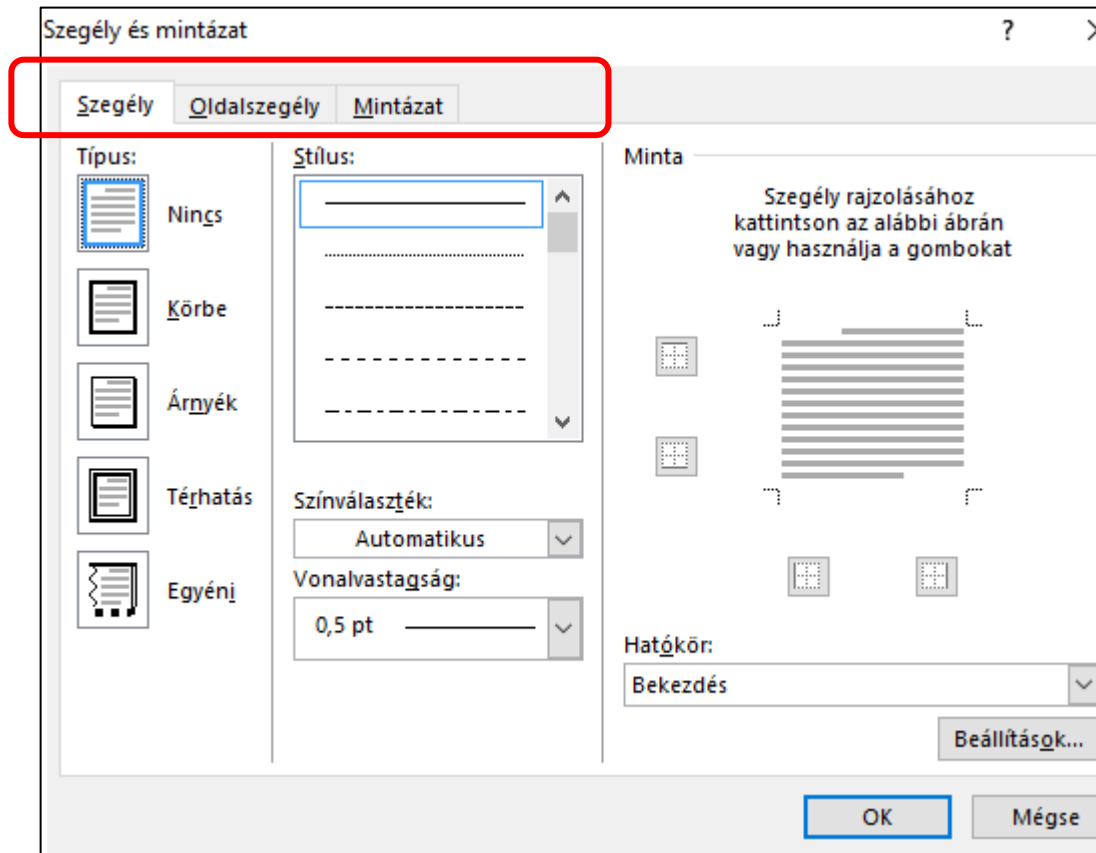 Szegély és mintázat
?
Szegély Oldalszegély Mintázat
Típus:
Nincs
Körbe
Árnyék
Térhatás
Egyéni
Stílus:
Színválaszték:
Automatikus
Vonalvastagság:
0,5 pt
Minta
Szegély rajzolásához
kattintson az alábbi ábrán
vagy használja a gombokat
Hatókör:
Bekezdés
Beállítások...
OK Mégse